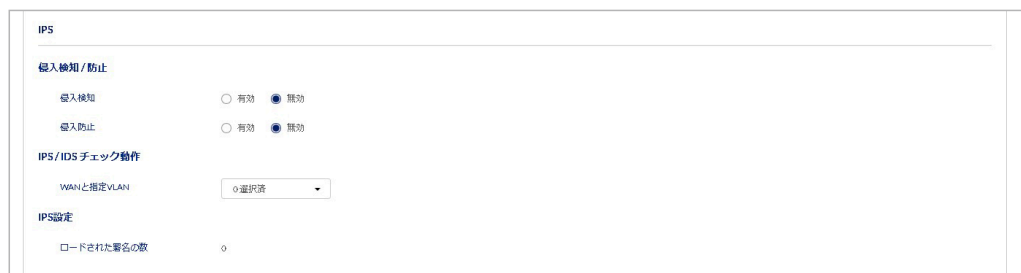 IPS
侵入検知 / 防止
侵入検知 有効 無効
侵入防止 有効 無効
IPS / IDS チェック動作
WANと指定VLAN 0 選択済
IPS設定
ロードされた署名の数 0